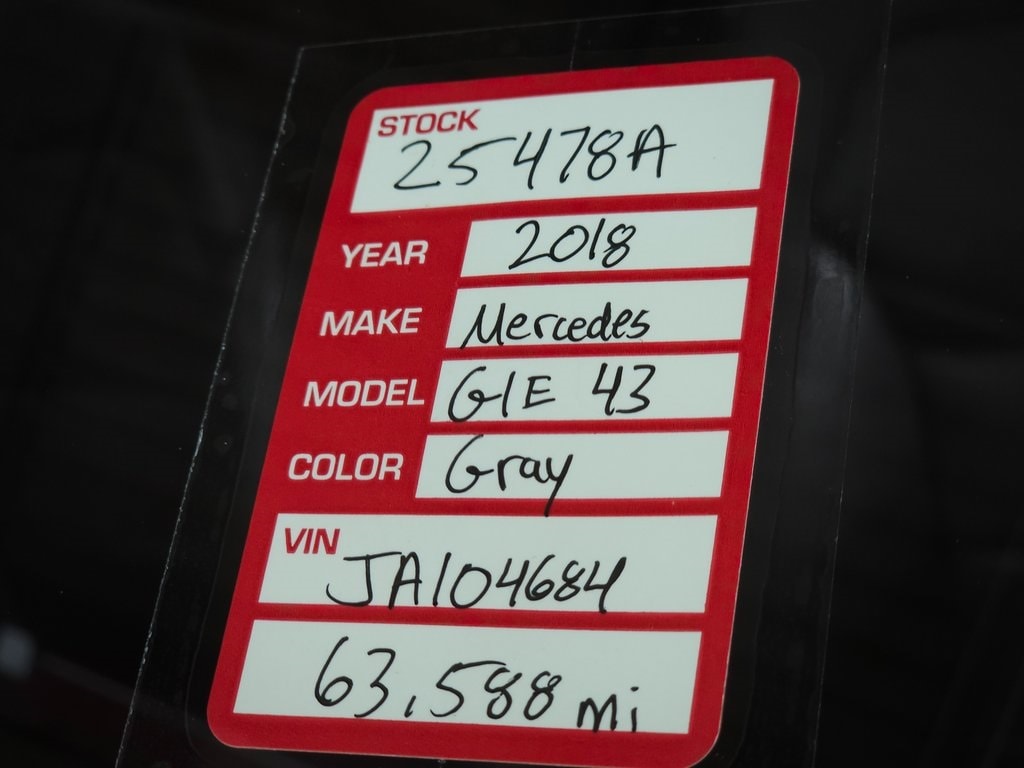 STOCK
25478A
YEAR 2018
MAKE Mercedes
MODEL GlE 43
COLOR Gray
VIN
JA104684
63,588 mi